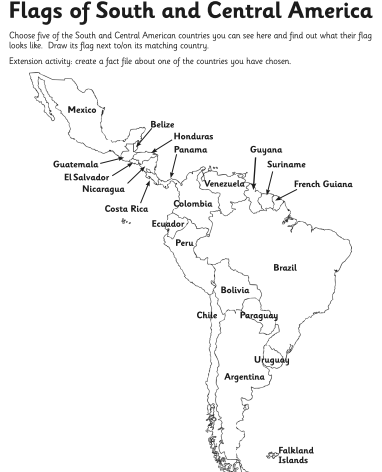 Flags of South and Central America
Choose five of the South and Central American countries you can see here and find out what their flag
looks like. Draw its flag next to/on its matching country.
Extension activity: create a fact file about one of the countries you have chosen.
Mexico
Belize
Honduras
Panama
Guatemala
El Salvador
Nicaragua
Costa Rica
Guyana
Suriname
French Guiana
Venezuela
Colombia
Ecuador
Peru
Brazil
Bolivia
Chile
Paraguay
Uruguay
Argentina
Falkland
Islands